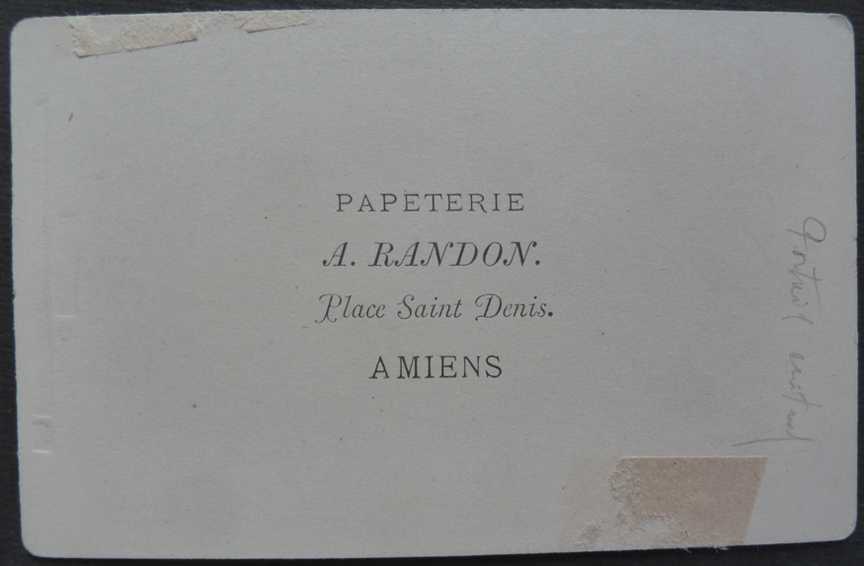 PAPETERIE
A. RANDON.
Place Saint Denis.
AMIENS